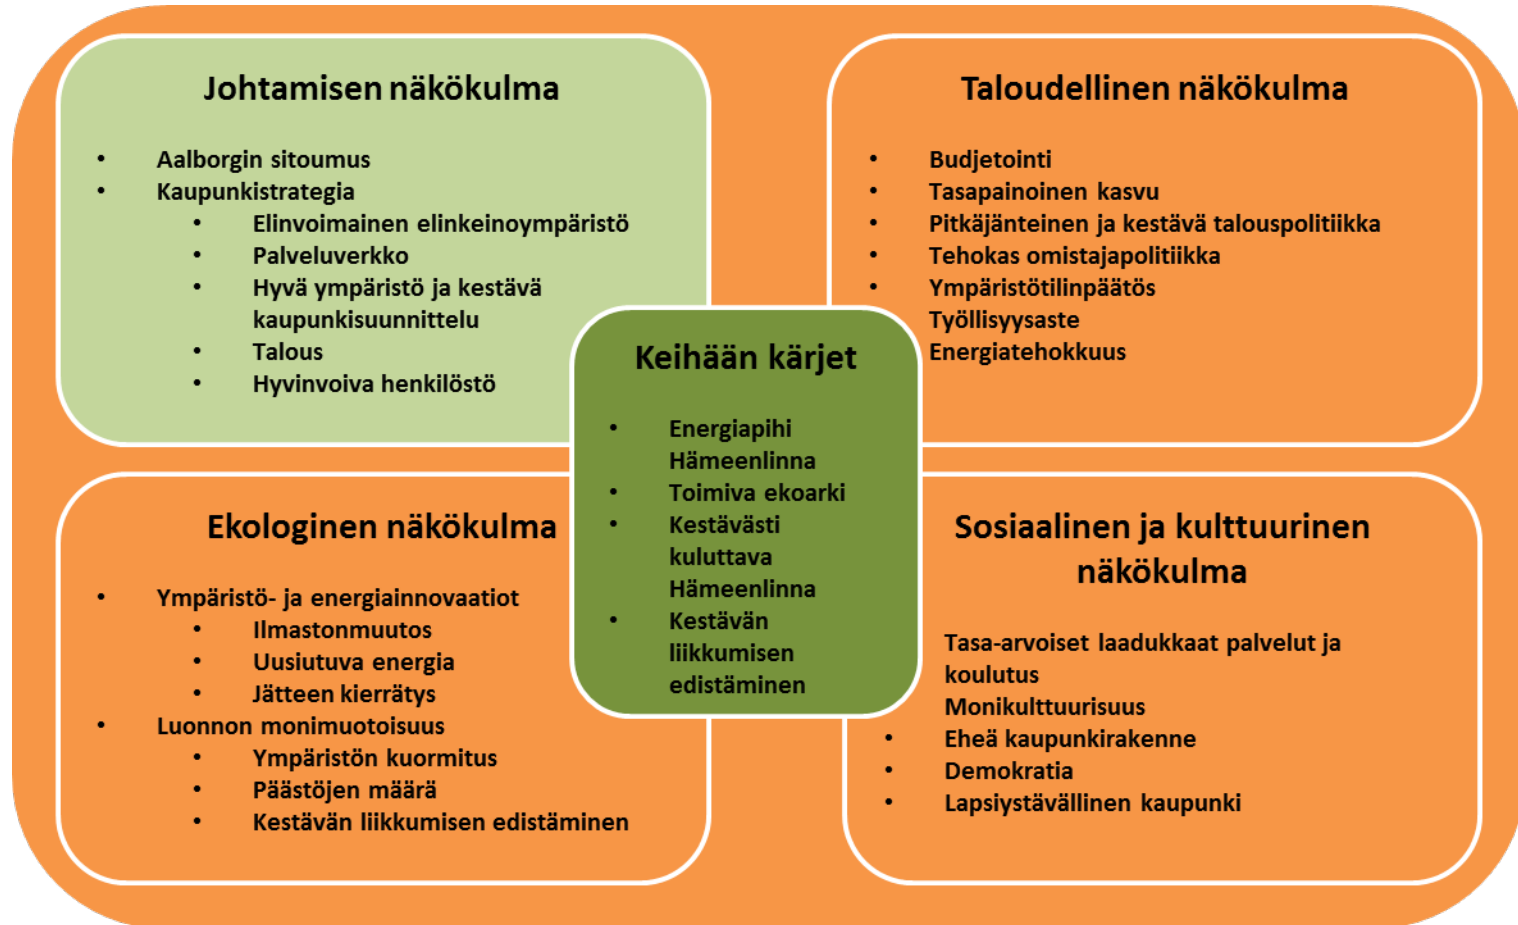 Johtamisen näkökulma
• Aalborgin sitoumus
• Kaupunkistrategia
• Elinvoimainen elinkeinoympäristö
• Palveluverkko
• Hyvä ympäristö ja kestävä
kaupunkisuunnittelu
• Talous
• Hyvinvoiva henkilöstö
Taloudellinen näkökulma
• Budjetointi
• Tasapainoinen kasvu
• Pitkäjänteinen ja kestävä talouspolitiikka
• Tehokas omistajapolitiikka
• Ympäristötilinpäätös
Työllisyysaste
Energiatehokkuus
Keihään kärjet
• Energiapihi
Hämeenlinna
• Toimiva ekoarki
• Kestävästi
kuluttava
Hämeenlinna
• Kestävän
liikkumisen
edistäminen
Ekologinen näkökulma
• Ympäristö- ja energiainnovaatiot
• Ilmastonmuutos
• Uusiutuva energia
• Jätteen kierrätys
• Luonnon monimuotoisuus
• Ympäristön kuormitus
• Päästöjen määrä
• Kestävän liikkumisen edistäminen
Sosiaalinen ja kulttuurinen
näkökulma
Tasa-arvoiset laadukkaat palvelut ja
koulutus
Monikulttuurisuus
• Eheä kaupunkirakenne
• Demokratia
• Lapsiystävällinen kaupunki